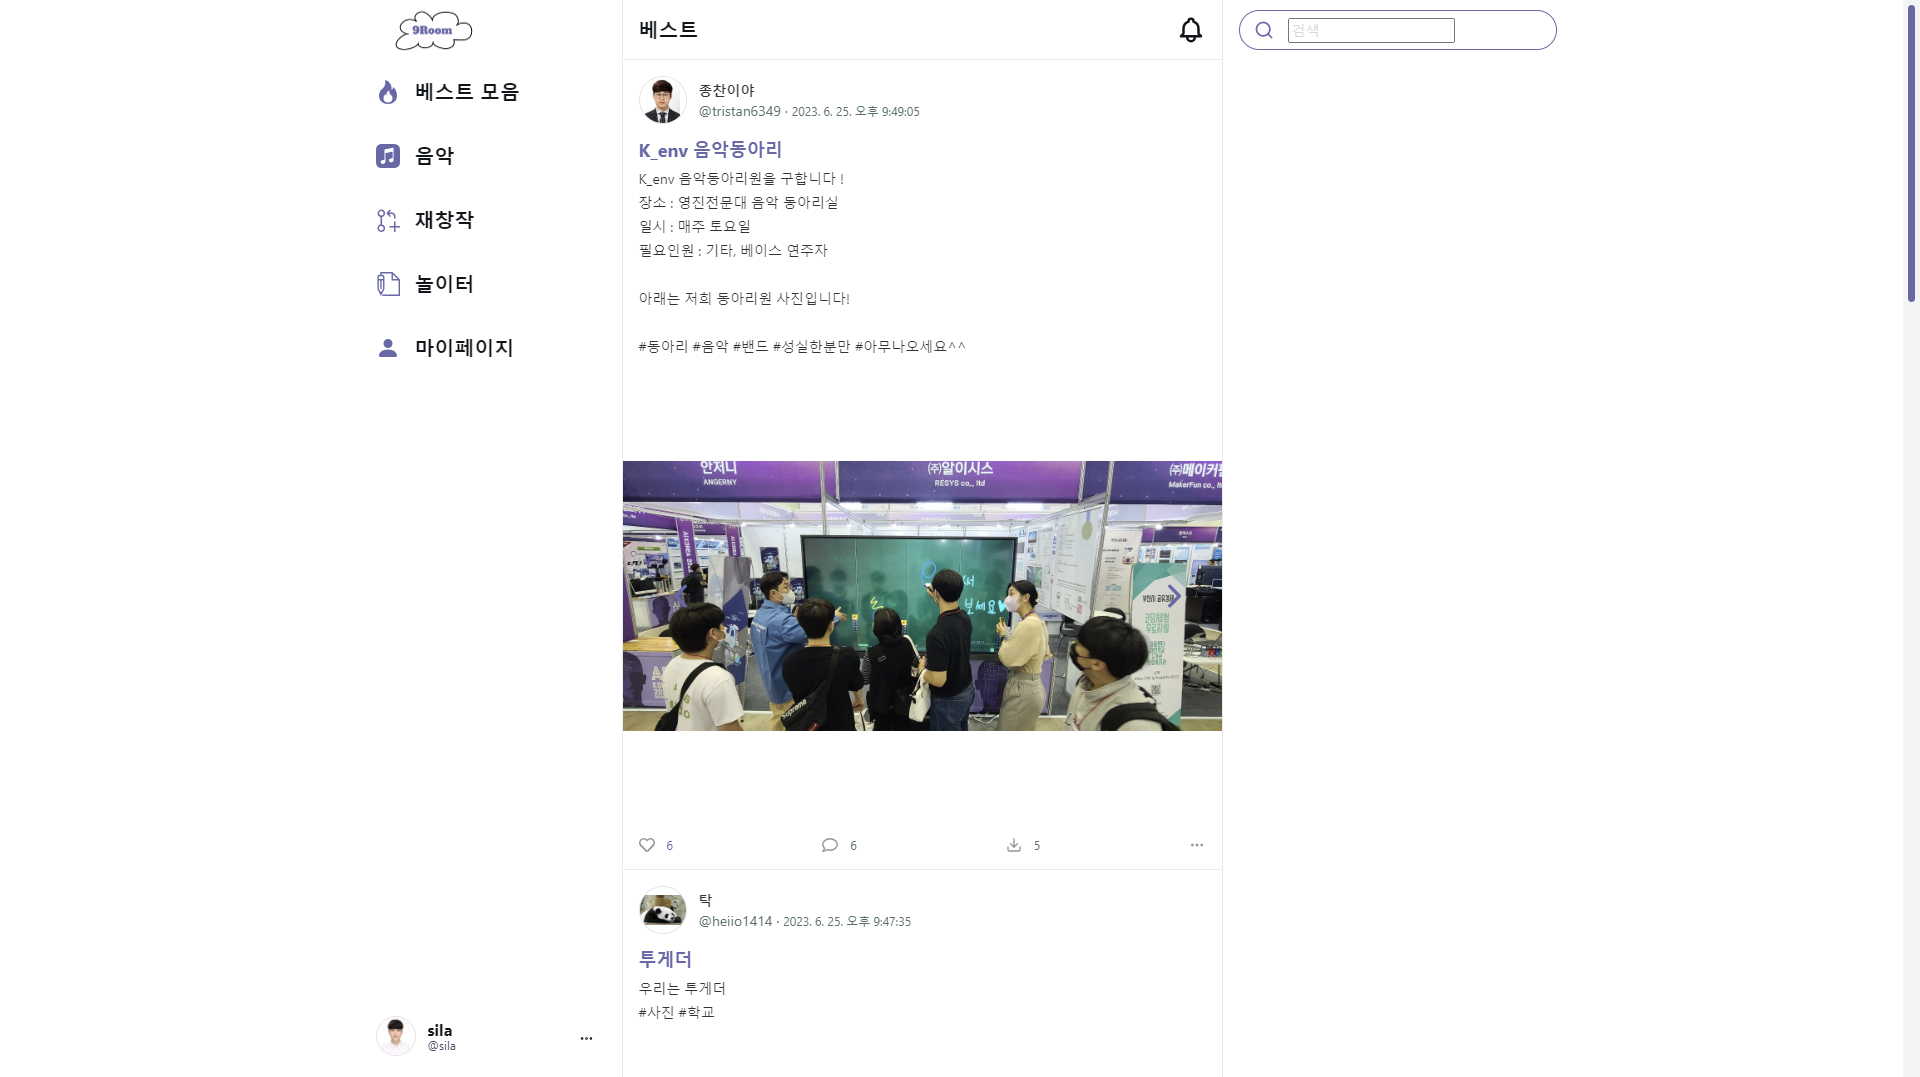 9Room
베스트 모음
음악
재창작
놀이터
마이페이지
sila
@sila
베스트
종찬이야
@tristan6349 · 2023. 6. 25. 오후 9:49:05
K_env 음악동아리
K_env 음악동아리원을 구합니다 !
장소 : 영진전문대 음악 동아리실
일시 : 매주 토요일
필요인원 : 기타, 베이스 연주자
아래는 저희 동아리원 사진입니다!
#동아리 #음악 #밴드 #성실한분만 #아무나오세요^^
안저니
ANGERNY
㈜알이시스
RESYS co., ltd
㈜메이커펀
MakerFun co., l
써
보세요
supreme
6
6
5
탁
@heiio1414 · 2023. 6. 25. 오후 9:47:35
투게더
우리는 투게더
#사진 #학교
검색